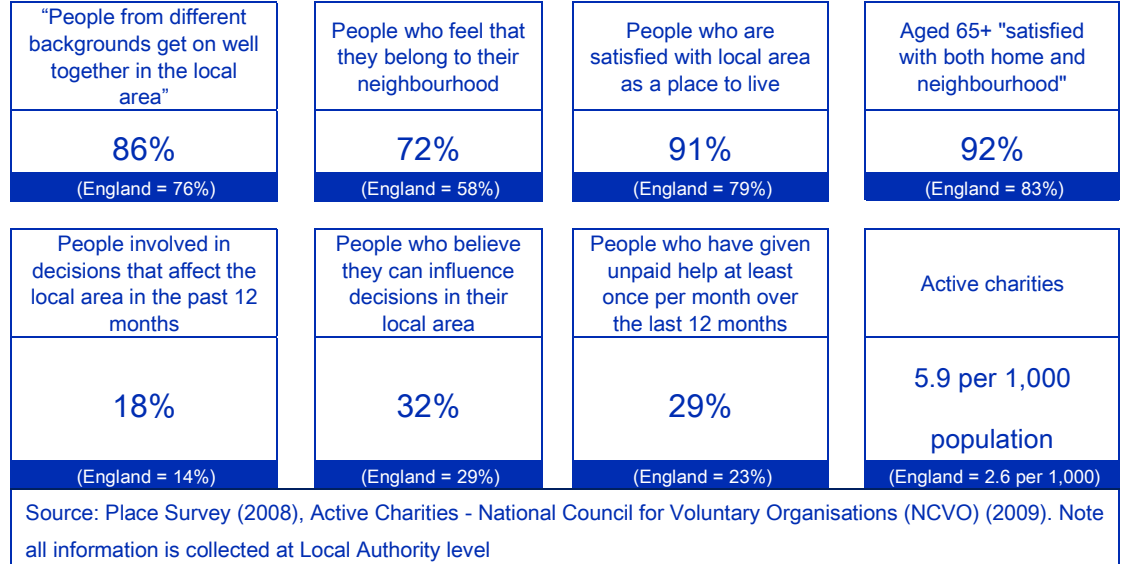 “People from different
backgrounds get on well
together in the local
area”
86%
(England = 76%)
People who feel that
they belong to their
neighbourhood
72%
(England = 58%)
People who are
satisfied with local area
as a place to live
91%
(England = 79%)
Aged 65+ "satisfied
with both home and
neighbourhood"
92%
(England = 83%)
People involved in
decisions that affect the
local area in the past 12
months
18%
(England = 14%)
People who believe
they can influence
decisions in their
local area
32%
(England = 29%)
People who have given
unpaid help at least
once per month over
the last 12 months
29%
(England = 23%)
Active charities
5.9 per 1,000
population
(England = 2.6 per 1,000)
Source: Place Survey (2008), Active Charities - National Council for Voluntary Organisations (NCVO) (2009). Note
all information is collected at Local Authority level